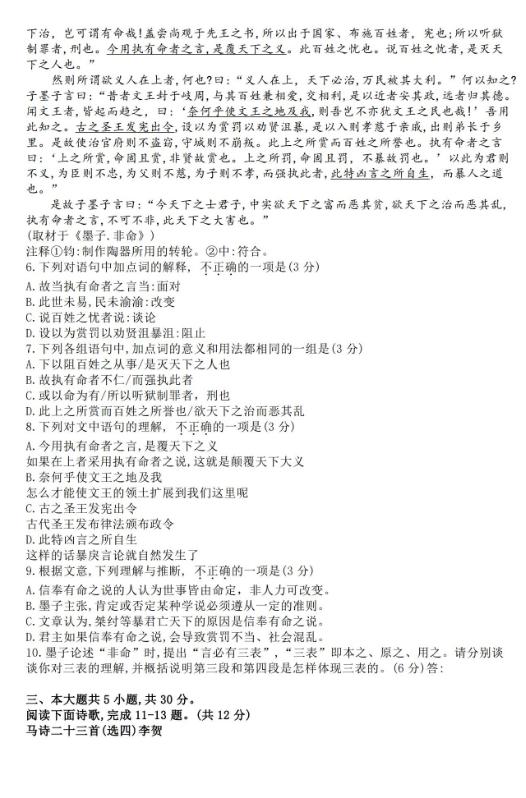 下治，岂可谓有命哉!盖尝尚观于先王之书,所以出于国家、布施百姓者，宪也;所以听狱
制罪者,刑也。今用执有命者之言,是覆天下之义。此百姓之忧也。说百姓之忧者,是灭天
下之人也。”
然则所谓欲义人在上者,何也?曰:“义人在上，天下必治,万民被其大利。”何以知之?
子墨子言曰:“昔者文王封于岐周,与其百姓兼相爱,交相利,是以近者安其政,远者归其德。
闻文王者,皆起而趋之，曰:‘奈何乎使文王之地及我,则吾岂不亦犹文王之民也哉!’吾用
此知之。古之圣王发宪出令,设以为赏罚以劝贤沮暴,是以入则孝慈于亲戚,出则弟长于乡
里。是故使治官府则不盗窃,守城则不崩叛。此上之所赏而百姓之所誉也。执有命者之言
曰:‘上之所赏,命固且赏,非贤故赏也。上之所罚,命固且罚，不暴故罚也。’以此为君则
不义,为臣则不忠,为父则不慈,为子则不孝,而强执此者,此特凶言之所自生，而暴人之道
也。”
是故子墨子言曰:“今天下之士君子,中实欲天下之富而恶其贫,欲天下之治而恶其乱,
执有命者之言,不可不非,此天下之大害也。”
(取材于《墨子.非命》)
注释①钧:制作陶器所用的转轮。②中:符合。
6.下列对语句中加点词的解释，不正确的一项是(3 分)
A.故当执有命者之言当:面对
B.此世未易,民未渝渝:改变
C.说百姓之忧者说:谈论
D.设以为赏罚以劝贤沮暴沮:阻止
7.下列各组语句中,加点词的意义和用法都相同的一组是(3 分)
A.下以阻百姓之从事/是灭天下之人也
B.故执有命者不仁/而强执此者
C.或以命为有/所以听狱制罪者，刑也
D.此上之所赏而百姓之所誉也/欲天下之治而恶其乱
8.下列对文中语句的理解，不正确的一项是(3 分)
A.今用执有命者之言,是覆天下之义
如果在上者采用执有命者之说,这就是颠覆天下大义
B.奈何乎使文王之地及我
怎么才能使文王的领土扩展到我们这里呢
C.古之圣王发宪出令
古代圣王发布律法颁布政令
D.此特凶言之所自生
这样的话暴戾言论就自然发生了
9.根据文意,下列理解与推断，不正确的一项是(3 分)
A.信奉有命之说的人认为世事皆由命定，非人力可改变。
B.墨子主张,肯定或否定某种学说必须遵从一定的准则。
C.文章认为,桀纣等暴君亡天下的原因是信奉有命之说。
D.君主如果信奉有命之说,会导致赏罚不当、社会混乱。
10.墨子论述“非命”时,提出“言必有三表”,“三表”即本之、原之、用之。请分别谈
谈你对三表的理解,并概括说明第三段和第四段是怎样体现三表的。(6 分)答:
三、本大题共 5 小题,共 30 分。
阅读下面诗歌,完成 11-13 题。(共 12 分)
马诗二十三首(选四)李贺